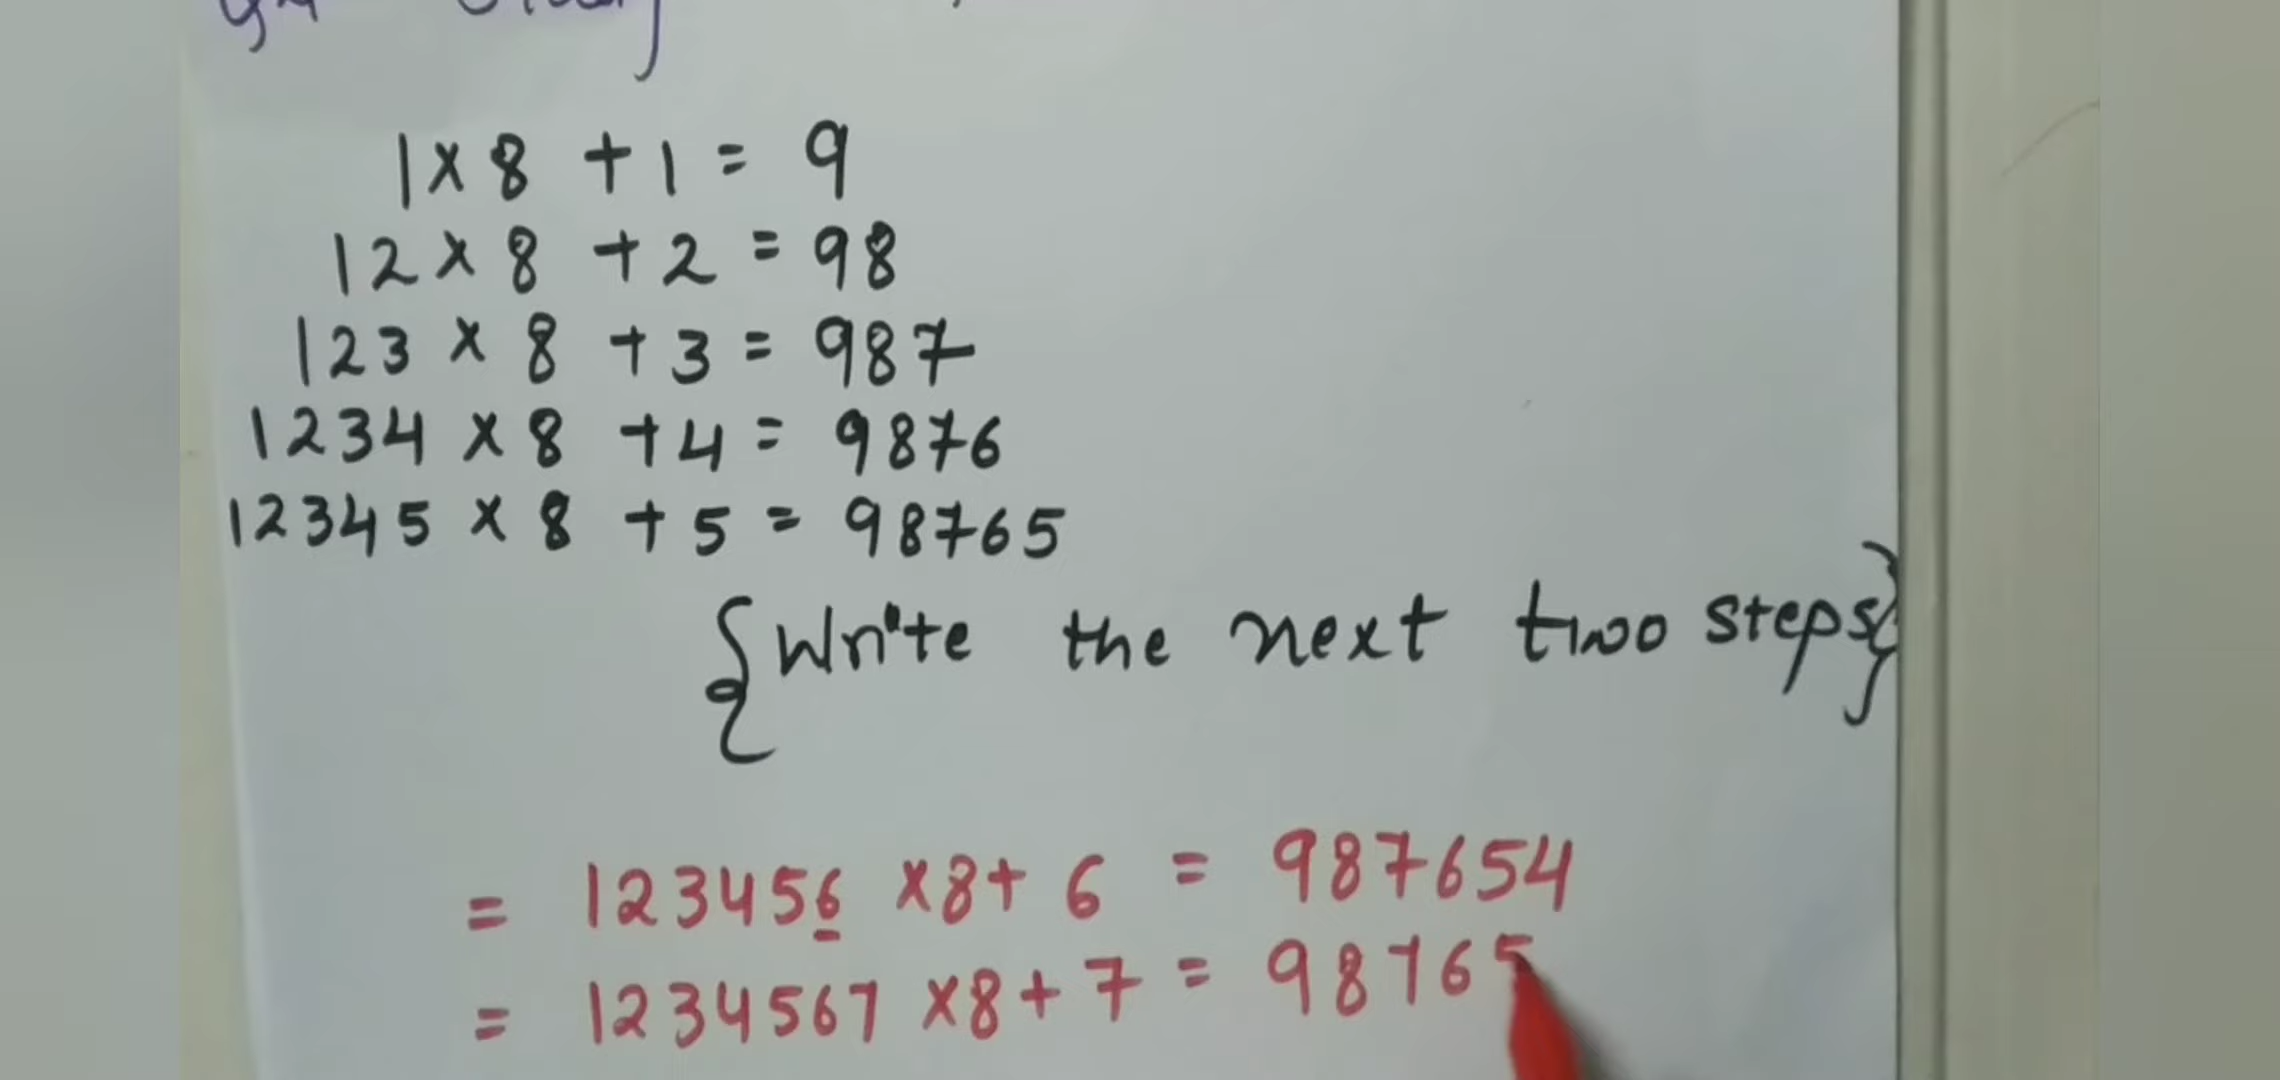 1 × 8 + 1 = 9
12 × 8 + 2 = 98
123 × 8 + 3 = 987
1234 × 8 + 4 = 9876
12345 × 8 + 5 = 98765
{Write the next two steps}
= 123456 ×8+ 6 = 987654
= 1234567 ×8+ 7 = 98765